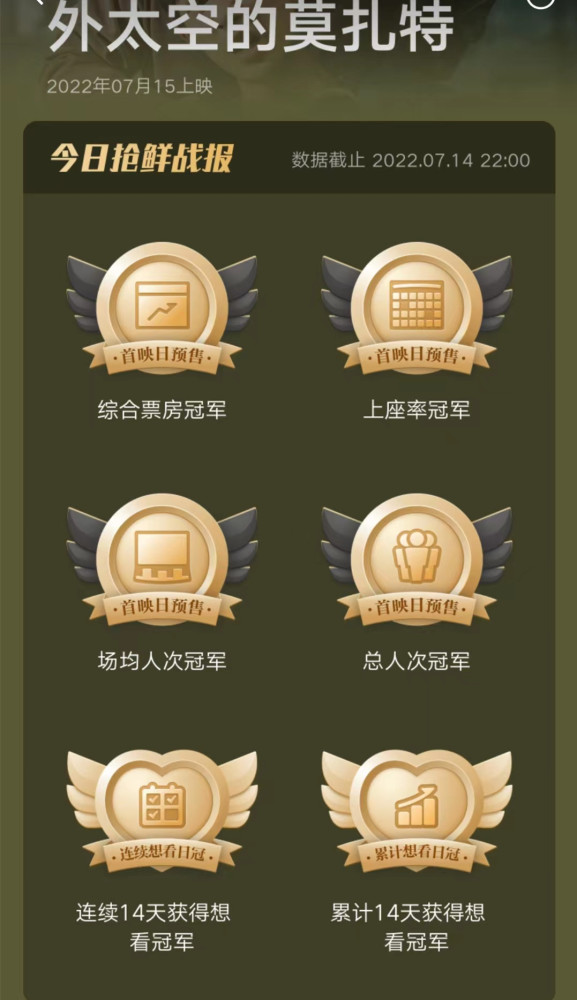 外太空的莫扎特
2022年07月15上映
今日抢鲜战报
数据截止 2022.07.14 22:00
·首映日预售·
·首映日预售·
综合票房冠军
上座率冠军
·首映日预售·
·首映日预售·
场均人次冠军
总人次冠军
·连续想看日冠·
·累计想看日冠·
连续14天获得想
看冠军
累计14天获得想
看冠军